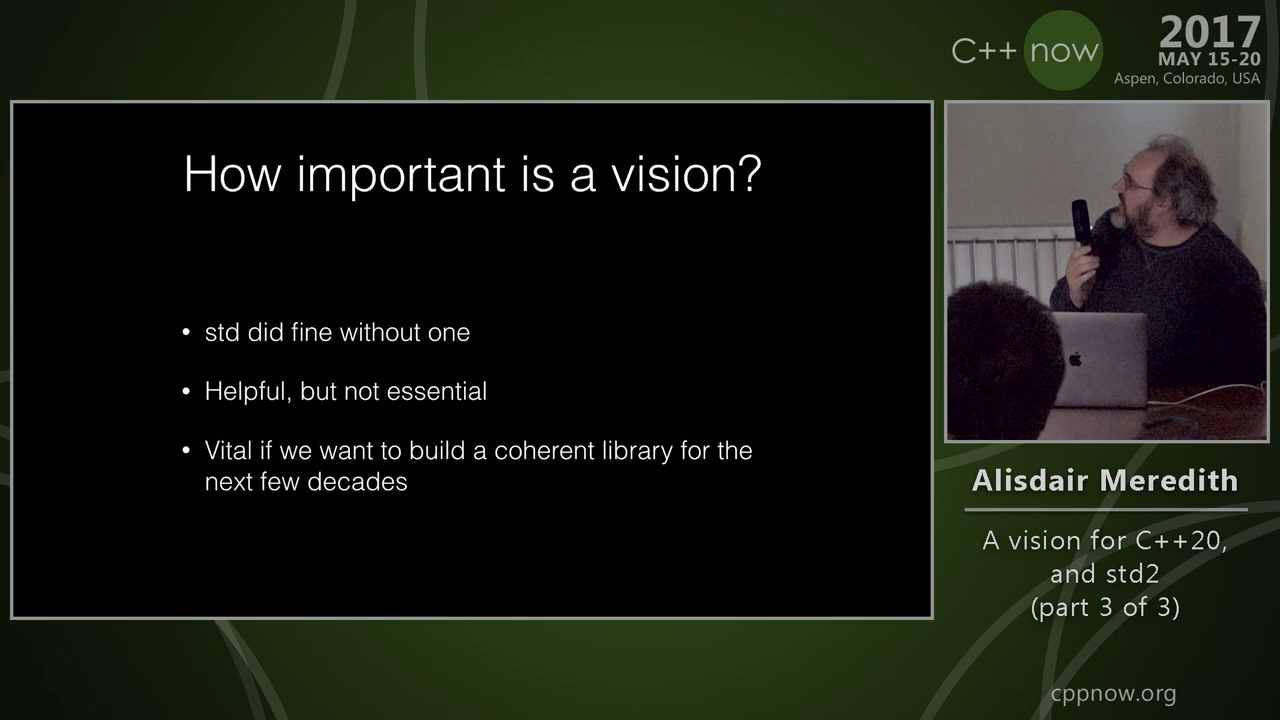 C++ now
2017
MAY 15-20
Aspen, Colorado, USA
How important is a vision?
• std did fine without one
• Helpful, but not essential
• Vital if we want to build a coherent library for the
next few decades
Alisdair Meredith
A vision for C++20,
and std2
(part 3 of 3)
cppnow.org